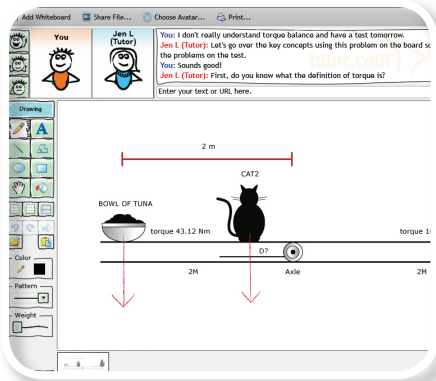 Add Whiteboard Share File... Choose Avatar... Print...
You
Jen L
(Tutor)
You: I don't really understand torque balance and have a test tomorrow.
Jen L (Tutor): Let's go over the key concepts using this problem on the board so
the problems on the test.
You: Sounds good!
Jen L (Tutor): First, do you know what the definition of torque is?
tutor.com
Enter your text or URL here.
Drawing
A
2 m
CAT2
BOWL OF TUNA
torque 43.12 Nm
torque 1
D?
2M
Axle
2M
Color
Pattern
Weight